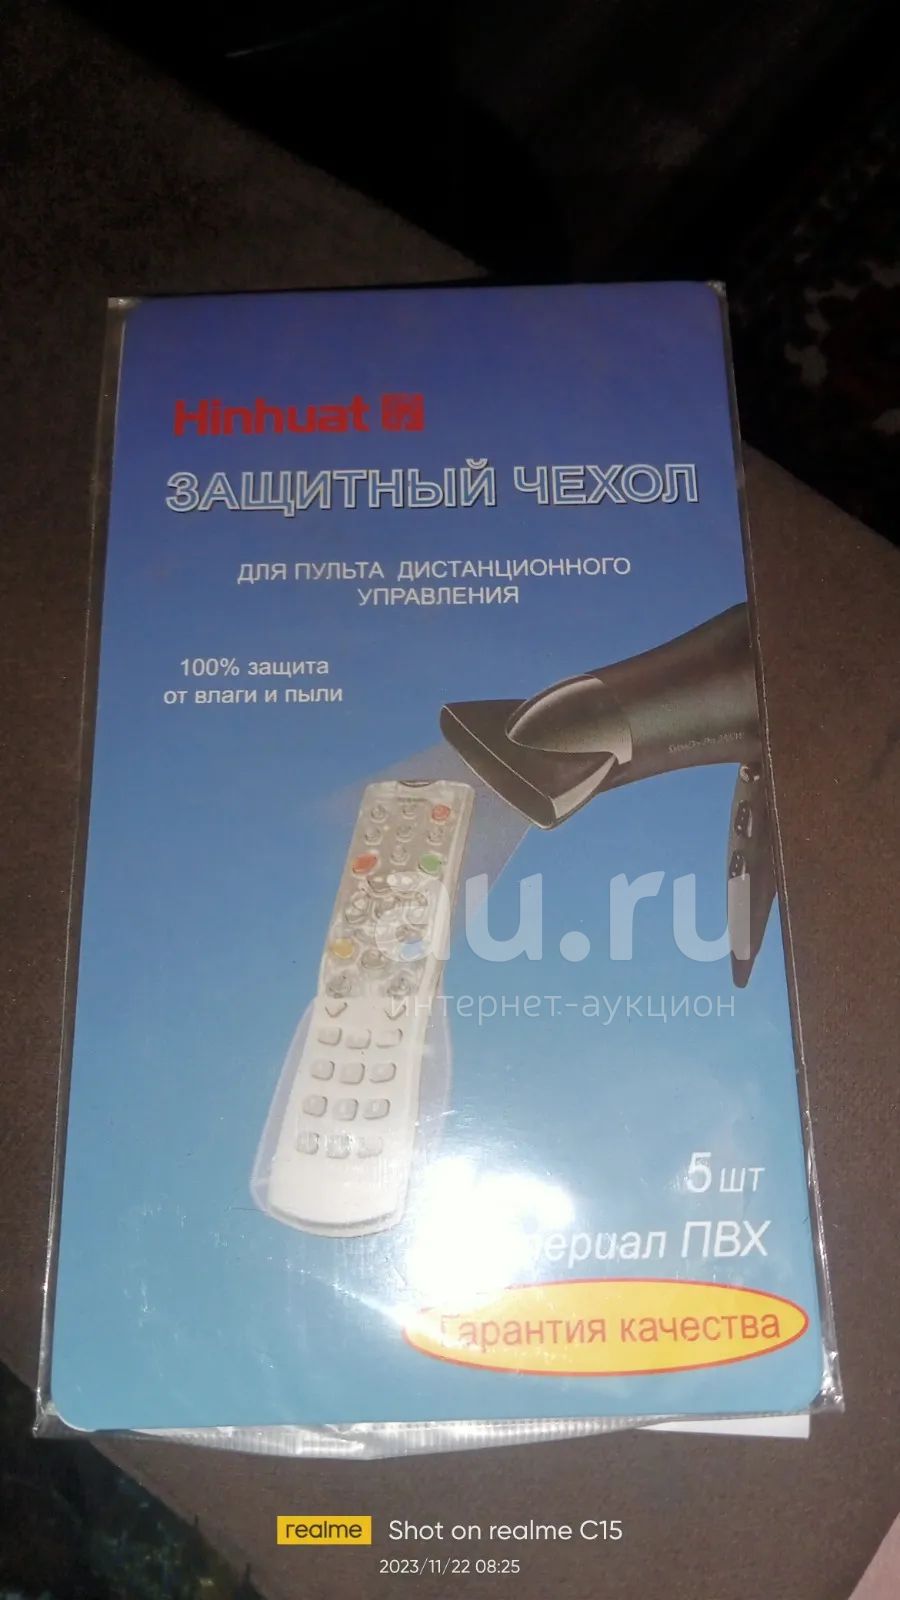 Hinhuat
ЗАЩИТНЫЙ ЧЕХОЛ
ДЛЯ ПУЛЬТА ДИСТАНЦИОННОГО
УПРАВЛЕНИЯ
100% защита
от влаги и пыли
au.ru
интернет-аукцион
5 шт
ПВХ
Гарантия качества
realme Shot on realme C15
2023/11/22 08:25